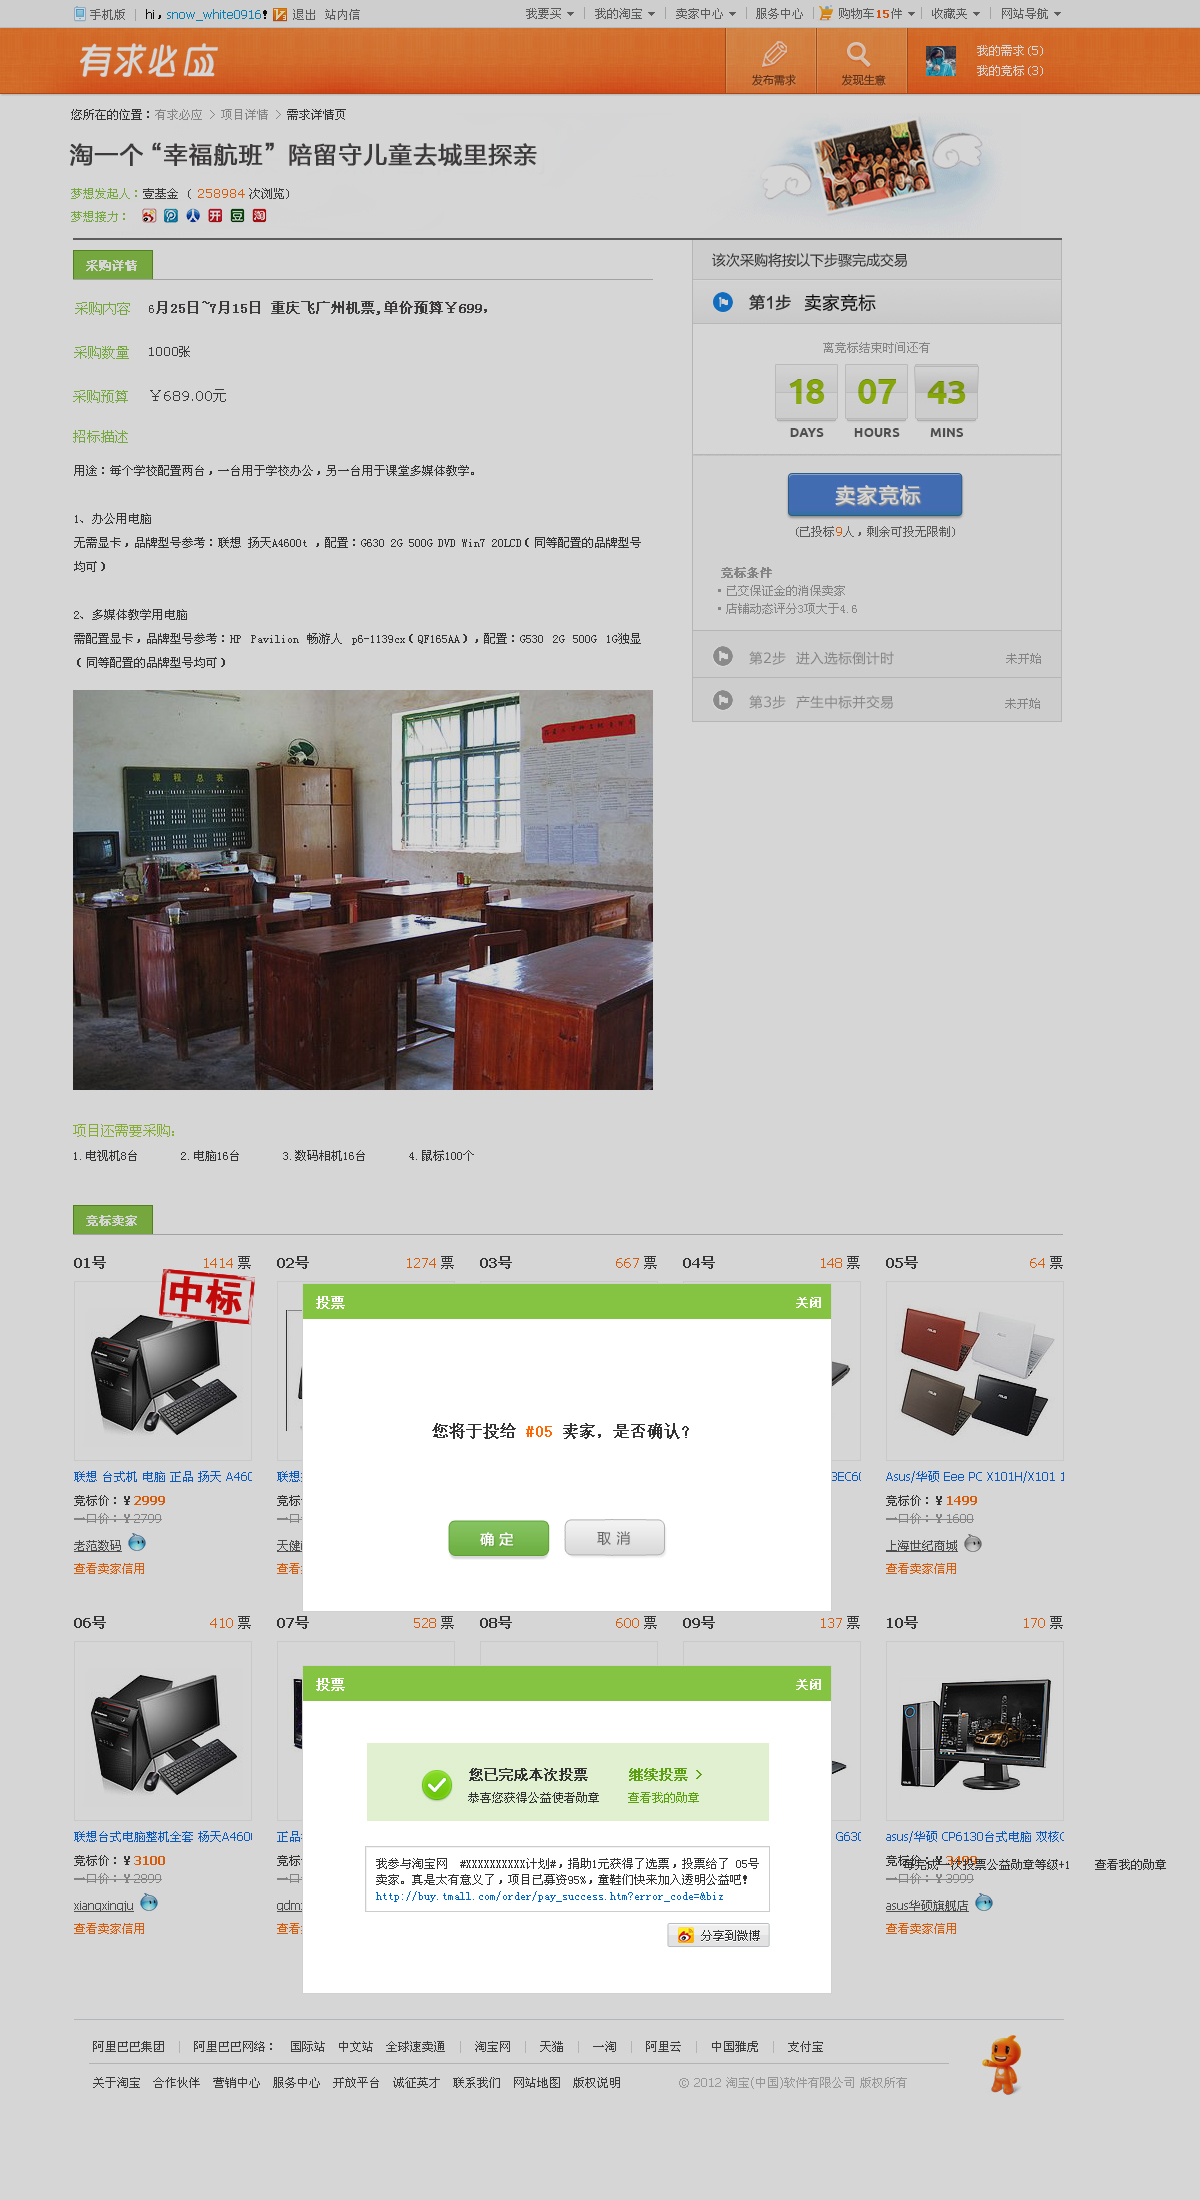 手机版 hi，snow_white0916！ 退出 站内信 我要买 我的淘宝 卖家中心 服务中心 购物车15件 收藏夹 网站导航
有求必应 发布需求 发现生意 我的需求(5)
我的竞标(3)
您所在的位置：有求必应 > 项目详情 > 需求详情页
淘一个“幸福航班”陪留守儿童去城里探亲
梦想发起人：壹基金 （ 258984 次浏览）
梦想接力：
采购详情
采购内容 6月25日~7月15日 重庆飞广州机票,单价预算￥699，
采购数量 1000张
采购预算 ￥689.00元
招标描述
用途：每个学校配置两台，一台用于学校办公，另一台用于课堂多媒体教学。
1、办公用电脑
无需显卡，品牌型号参考：联想 扬天A4600t ，配置：G630 2G 500G DVD Win7 20LCD（同等配置的品牌型号
均可）
2、多媒体教学用电脑
需配置显卡，品牌型号参考：HP Pavilion 畅游人 p6-1139cx（QF165AA），配置：G530 2G 500G 1G独显
（同等配置的品牌型号均可）
课程总表
该次采购将按以下步骤完成交易
第1步 卖家竞标
离竞标结束时间还有
18 07 43
DAYS HOURS MINS
卖家竞标
(已投标9人，剩余可投无限制)
竞标条件
• 已交保证金的消保卖家
• 店铺动态评分3项大于4.6
第2步 进入选标倒计时 未开始
第3步 产生中标并交易 未开始
项目还需要采购：
1.电视机8台 2.电脑16台 3.数码相机16台 4.鼠标100个
竞标卖家
01号 1414 票 02号 1274 票 03号 667 票 04号 148 票 05号 64 票
中标
投票 关闭
您将于投给 #05 卖家，是否确认？
确 定 取 消
联想 台式机 电脑 正品 扬天 A460 联想 3EC60 Asus/华硕 Eee PC X101H/X101 1
竞标价：¥ 2999 竞标 竞标价：¥ 1499
一口价：¥ 2799 一口 一口价：¥ 1600
老范数码 天健 上海世纪商城
查看卖家信用 查看 查看卖家信用
06号 410 票 07号 528 票 08号 600 票 09号 137 票 10号 170 票
投票 关闭
您已完成本次投票 继续投票 >
恭喜您获得公益使者勋章 查看我的勋章
联想台式电脑整机全套 杨天A460 正品 G630 asus/华硕 CP6130台式电脑 双核
竞标价：¥ 3100 竞标 竞标价：¥ 3499
每完成一次投票公益勋章等级+1 查看我的勋章
一口价：¥ 2899 一口 一口价：¥ 3999
xianqxinqju qdm asus华硕旗舰店
查看卖家信用 查看 查看卖家信用
我参与淘宝网 #XXXXXXXXXX计划#，捐助1元获得了选票，投票给了 05号
卖家。真是太有意义了，项目已募资95%，童鞋们快来加入透明公益吧！
http://buy.tmall.com/order/pay_success.htm?error_code=&biz
分享到微博
阿里巴巴集团 阿里巴巴网络： 国际站 中文站 全球速卖通 淘宝网 天猫 一淘 阿里云 中国雅虎 支付宝
关于淘宝 合作伙伴 营销中心 服务中心 开放平台 诚征英才 联系我们 网站地图 版权说明 © 2012 淘宝(中国)软件有限公司 版权所有